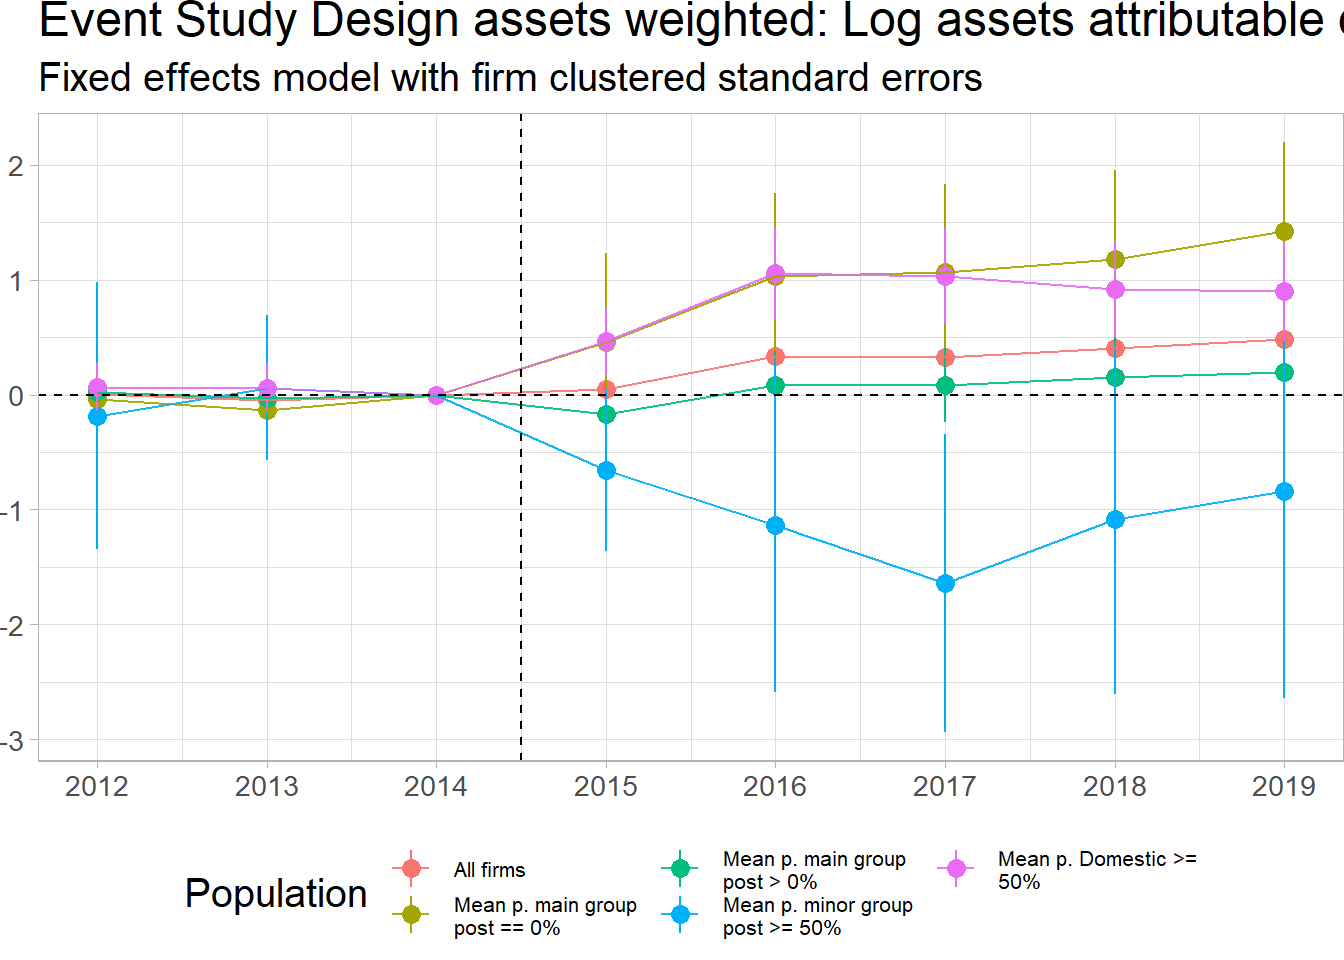 Event Study Design assets weighted: Log assets attributable
Fixed effects model with firm clustered standard errors
2
1
0
-1
-2
-3
2012 2013 2014 2015 2016 2017 2018 2019
Population
All firms
Mean p. main group
post == 0%
Mean p. main group
post > 0%
Mean p. minor group
post >= 50%
Mean p. Domestic >=
50%